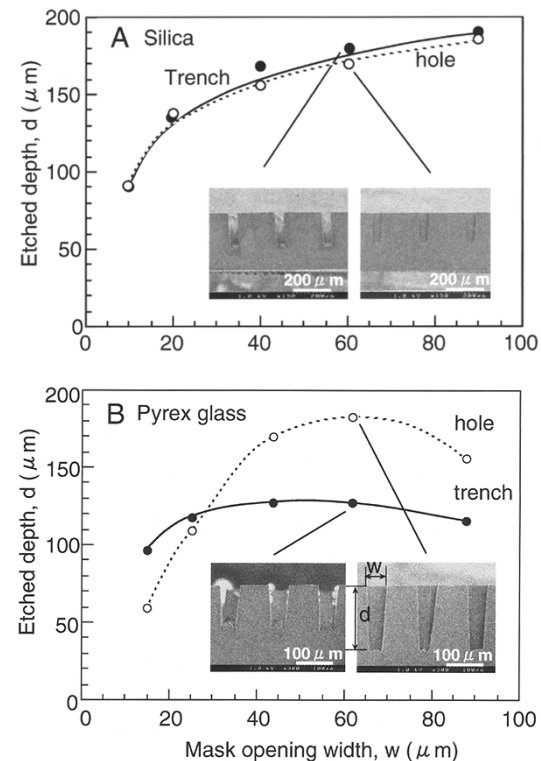 200
A Silica
hole
Trench
150
100
50
0
Etched depth, d ( μm)
200 μm
200 μm
0 20 40 60 80 100
200
B Pyrex glass
hole
150
trench
100
50
0
Etched depth, d ( μm)
w
d
100 μm
100 μm
0 20 40 60 80 100
Mask opening width, w ( μm)